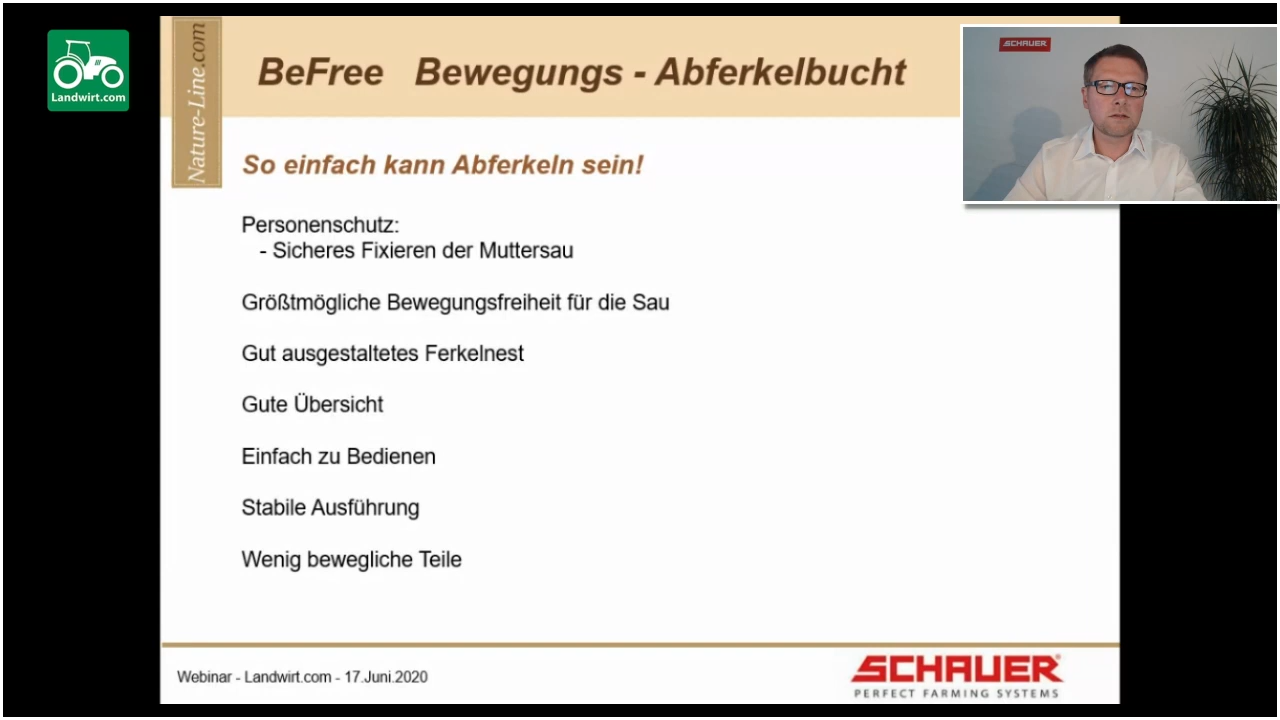 Landwirt.com
Nature-Line.com
BeFree Bewegungs - Abferkelbucht
SCHAUER
So einfach kann Abferkeln sein!
Personenschutz:
- Sicheres Fixieren der Muttersau
Größtmögliche Bewegungsfreiheit für die Sau
Gut ausgestaltetes Ferkelnest
Gute Übersicht
Einfach zu Bedienen
Stabile Ausführung
Wenig bewegliche Teile
Webinar - Landwirt.com - 17.Juni.2020
SCHAUER
PERFECT FARMING SYSTEMS